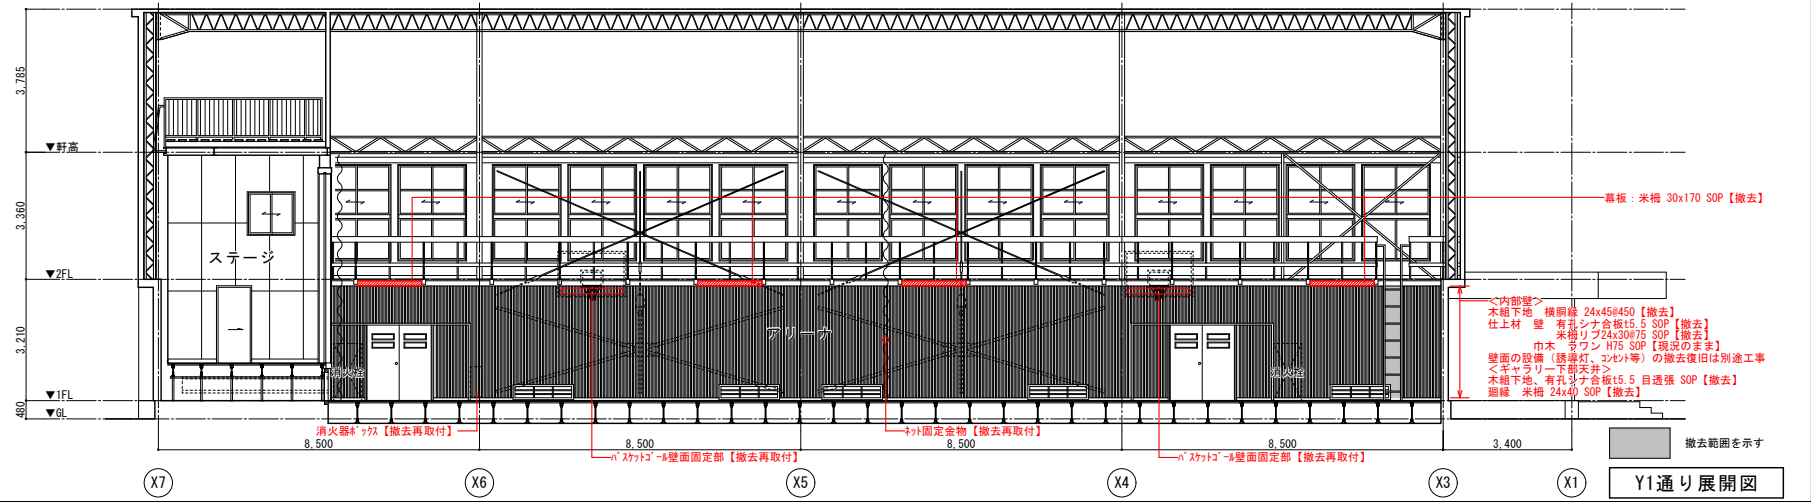 3,785
▼軒高
3,360
▼2FL
3,210
▼1FL
480
▼GL
ステージ
アリーナ
消火栓
消火栓
幕板：米栂 30x170 SOP【撤去】
＜内部壁＞
木組下地　横胴縁 24x45@450【撤去】
仕上材　壁　有孔シナ合板t5.5 SOP【撤去】
米栂リブ24x30@75 SOP【撤去】
巾木　ラワン H75 SOP【現況のまま】
壁面の設備（誘導灯、ｺﾝｾﾝﾄ等）の撤去復旧は別途工事
＜ギャラリー下部天井＞
木組下地、有孔シナ合板t5.5 目透張 SOP【撤去】
廻縁　米栂 24x40 SOP【撤去】
消火器ﾎﾞｯｸｽ【撤去再取付】
ﾈｯﾄ固定金物【撤去再取付】
8,500
8,500
8,500
8,500
3,400
ﾊﾞｽｹｯﾄｺﾞｰﾙ壁面固定部【撤去再取付】
ﾊﾞｽｹｯﾄｺﾞｰﾙ壁面固定部【撤去再取付】
撤去範囲を示す
X7
X6
X5
X4
X3
X1
Y1通り展開図